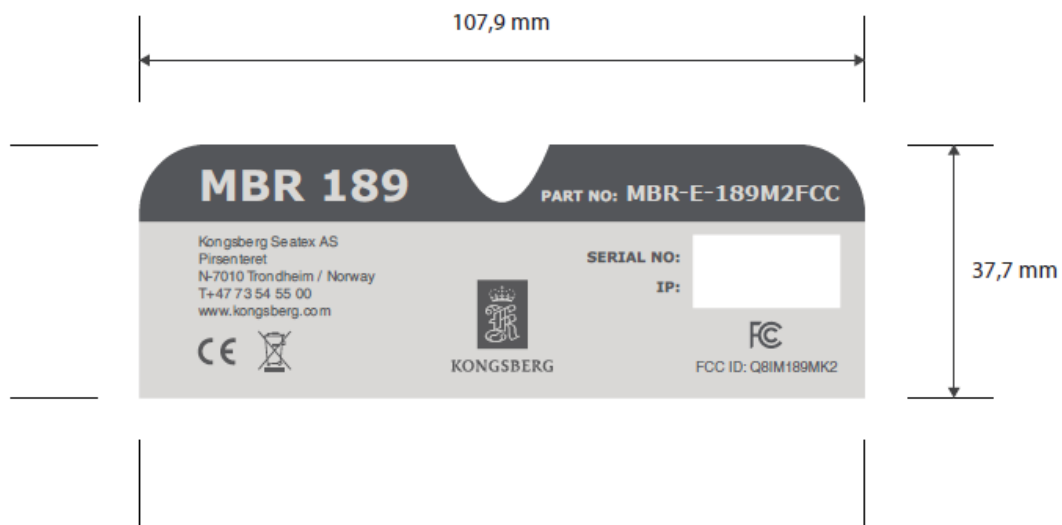 107,9 mm
MBR 189
PART NO: MBR-E-189M2FCC
Kongsberg Seatex AS
Pirsenteret
N-7010 Trondheim / Norway
T+47 73 54 55 00
www.kongsberg.com
SERIAL NO:
IP:
37,7 mm
CE
KONGSBERG
FC
FCC ID: Q8IM189MK2